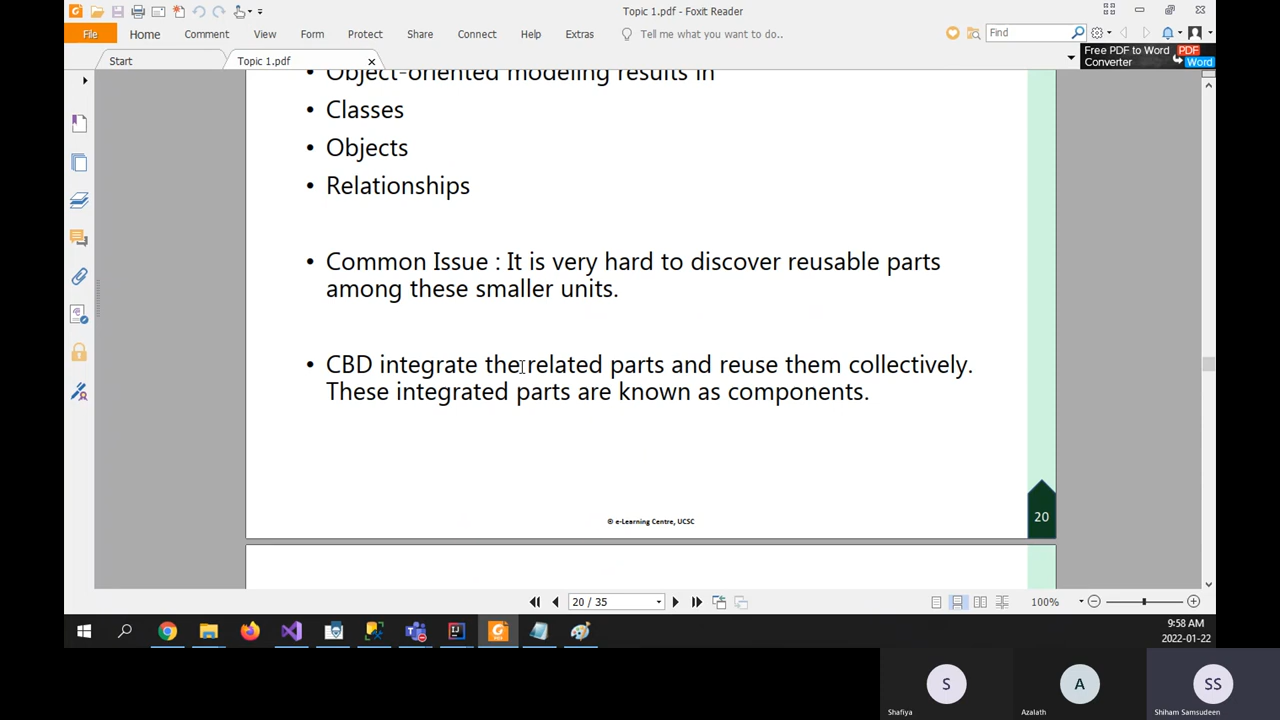 Topic 1.pdf - Foxit Reader
File Home Comment View Form Protect Share Connect Help Extras Tell me what you want to do.. Find
Start Topic 1.pdf
Free PDF to Word PDF
Converter Word
• Object-oriented modeling results in
• Classes
• Objects
• Relationships
• Common Issue : It is very hard to discover reusable parts
among these smaller units.
• CBD integrate the related parts and reuse them collectively.
These integrated parts are known as components.
20
© e-Learning Centre, UCSC
20 / 35
100%
9:58 AM
2022-01-22
S A SS
Shafiya Azalath Shiham Samsudeen